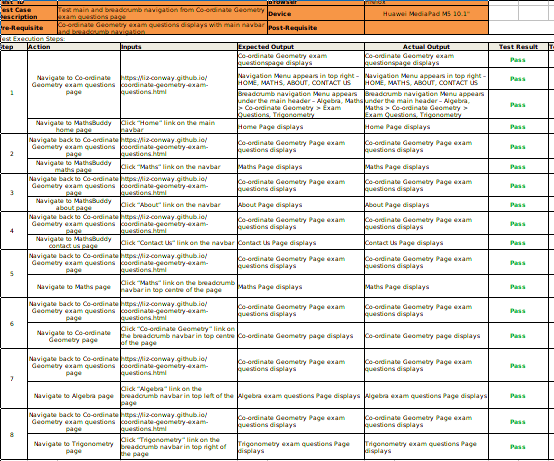 est ID
Browser
Firefox
est Case
escription
Test main and breadcrumb navigation from Co-ordinate Geometry
exam questions page
Device
Huawei MediaPad M5 10.1"
re-Requisite
Co-ordinate Geometry exam questions displays with main navbar
and breadcrumb navigation
Post-Requisite
est Execution Steps:
tep Action Inputs Expected Output Actual Output Test Result
1
Navigate to Co-ordinate
Geometry exam questions
page
https://liz-conway.github.io/
coordinate-geometry-exam-
questions.html
Co-ordinate Geometry exam
questionspage displays
Co-ordinate Geometry exam
questionspage displays
Pass
Navigation Menu appears in top right –
HOME, MATHS, ABOUT, CONTACT US
Navigation Menu appears in top right –
HOME, MATHS, ABOUT, CONTACT US
Pass
Breadcrumb navigation Menu appears
under the main header – Algebra, Maths
> Co-ordinate Geometry > Exam
Questions, Trigonometry
Breadcrumb navigation Menu appears
under the main header – Algebra,
Maths > Co-ordinate Geometry >
Exam Questions, Trigonometry
Pass
Navigate to MathsBuddy
home page
Click “Home” link on the main
navbar
Home Page displays
Home Page displays
Pass
2
Navigate back to Co-ordinate
Geometry exam questions
page
https://liz-conway.github.io/
coordinate-geometry-exam-
questions.html
Co-ordinate Geometry Page exam
questions displays
Co-ordinate Geometry Page exam
questions displays
Pass
Navigate to MathsBuddy
maths page
Click “Maths” link on the navbar
Maths Page displays
Maths Page displays
Pass
3
Navigate back to Co-ordinate
Geometry exam questions
page
https://liz-conway.github.io/
coordinate-geometry-exam-
questions.html
Co-ordinate Geometry Page exam
questions displays
Co-ordinate Geometry Page exam
questions displays
Pass
Navigate to MathsBuddy
about page
Click “About” link on the navbar
About Page displays
About Page displays
Pass
4
Navigate back to Co-ordinate
Geometry exam questions
page
https://liz-conway.github.io/
coordinate-geometry-exam-
questions.html
Co-ordinate Geometry Page exam
questions displays
Co-ordinate Geometry Page exam
questions displays
Pass
Navigate to MathsBuddy
contact us page
Click “Contact Us” link on the navbar
Contact Us Page displays
Contact Us Page displays
Pass
5
Navigate back to Co-ordinate
Geometry exam questions
page
https://liz-conway.github.io/
coordinate-geometry-exam-
questions.html
Co-ordinate Geometry Page exam
questions displays
Co-ordinate Geometry Page exam
questions displays
Pass
Navigate to Maths page
Click “Maths” link on the breadcrumb
navbar in top centre of the page
Maths Page displays
Maths Page displays
Pass
6
Navigate back to Co-ordinate
Geometry exam questions
page
https://liz-conway.github.io/
coordinate-geometry-exam-
questions.html
Co-ordinate Geometry Page exam
questions displays
Co-ordinate Geometry Page exam
questions displays
Pass
Navigate to Co-ordinate
Geometry page
Click “Co-ordinate Geometry” link on
the breadcrumb navbar in top centre
of the page
Co-ordinate Geometry page displays
Co-ordinate Geometry page displays
Pass
7
Navigate back to Co-ordinate
Geometry exam questions
page
https://liz-conway.github.io/
coordinate-geometry-exam-
questions.html
Co-ordinate Geometry Page exam
questions displays
Co-ordinate Geometry Page exam
questions displays
Pass
Navigate to Algebra page
Click “Algebra” link on the
breadcrumb navbar in top left of the
page
Algebra exam questions Page displays
Algebra exam questions Page displays
Pass
8
Navigate back to Co-ordinate
Geometry exam questions
page
https://liz-conway.github.io/
coordinate-geometry-exam-
questions.html
Co-ordinate Geometry Page exam
questions displays
Co-ordinate Geometry Page exam
questions displays
Pass
Navigate to Trigonometry
page
Click “Trigonometry” link on the
breadcrumb navbar in top right of
the page
Trigonometry exam questions Page
displays
Trigonometry exam questions Page
displays
Pass